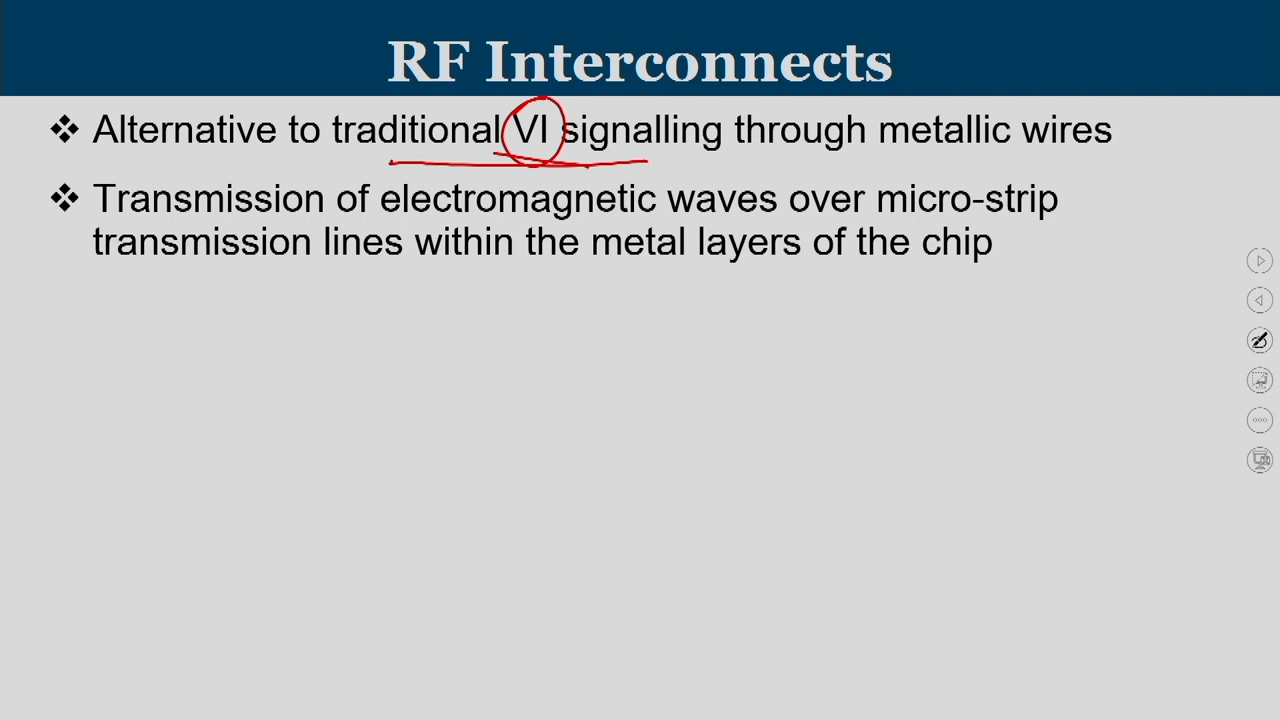 RF Interconnects
❖ Alternative to traditional VI signalling through metallic wires
❖ Transmission of electromagnetic waves over micro-strip
transmission lines within the metal layers of the chip